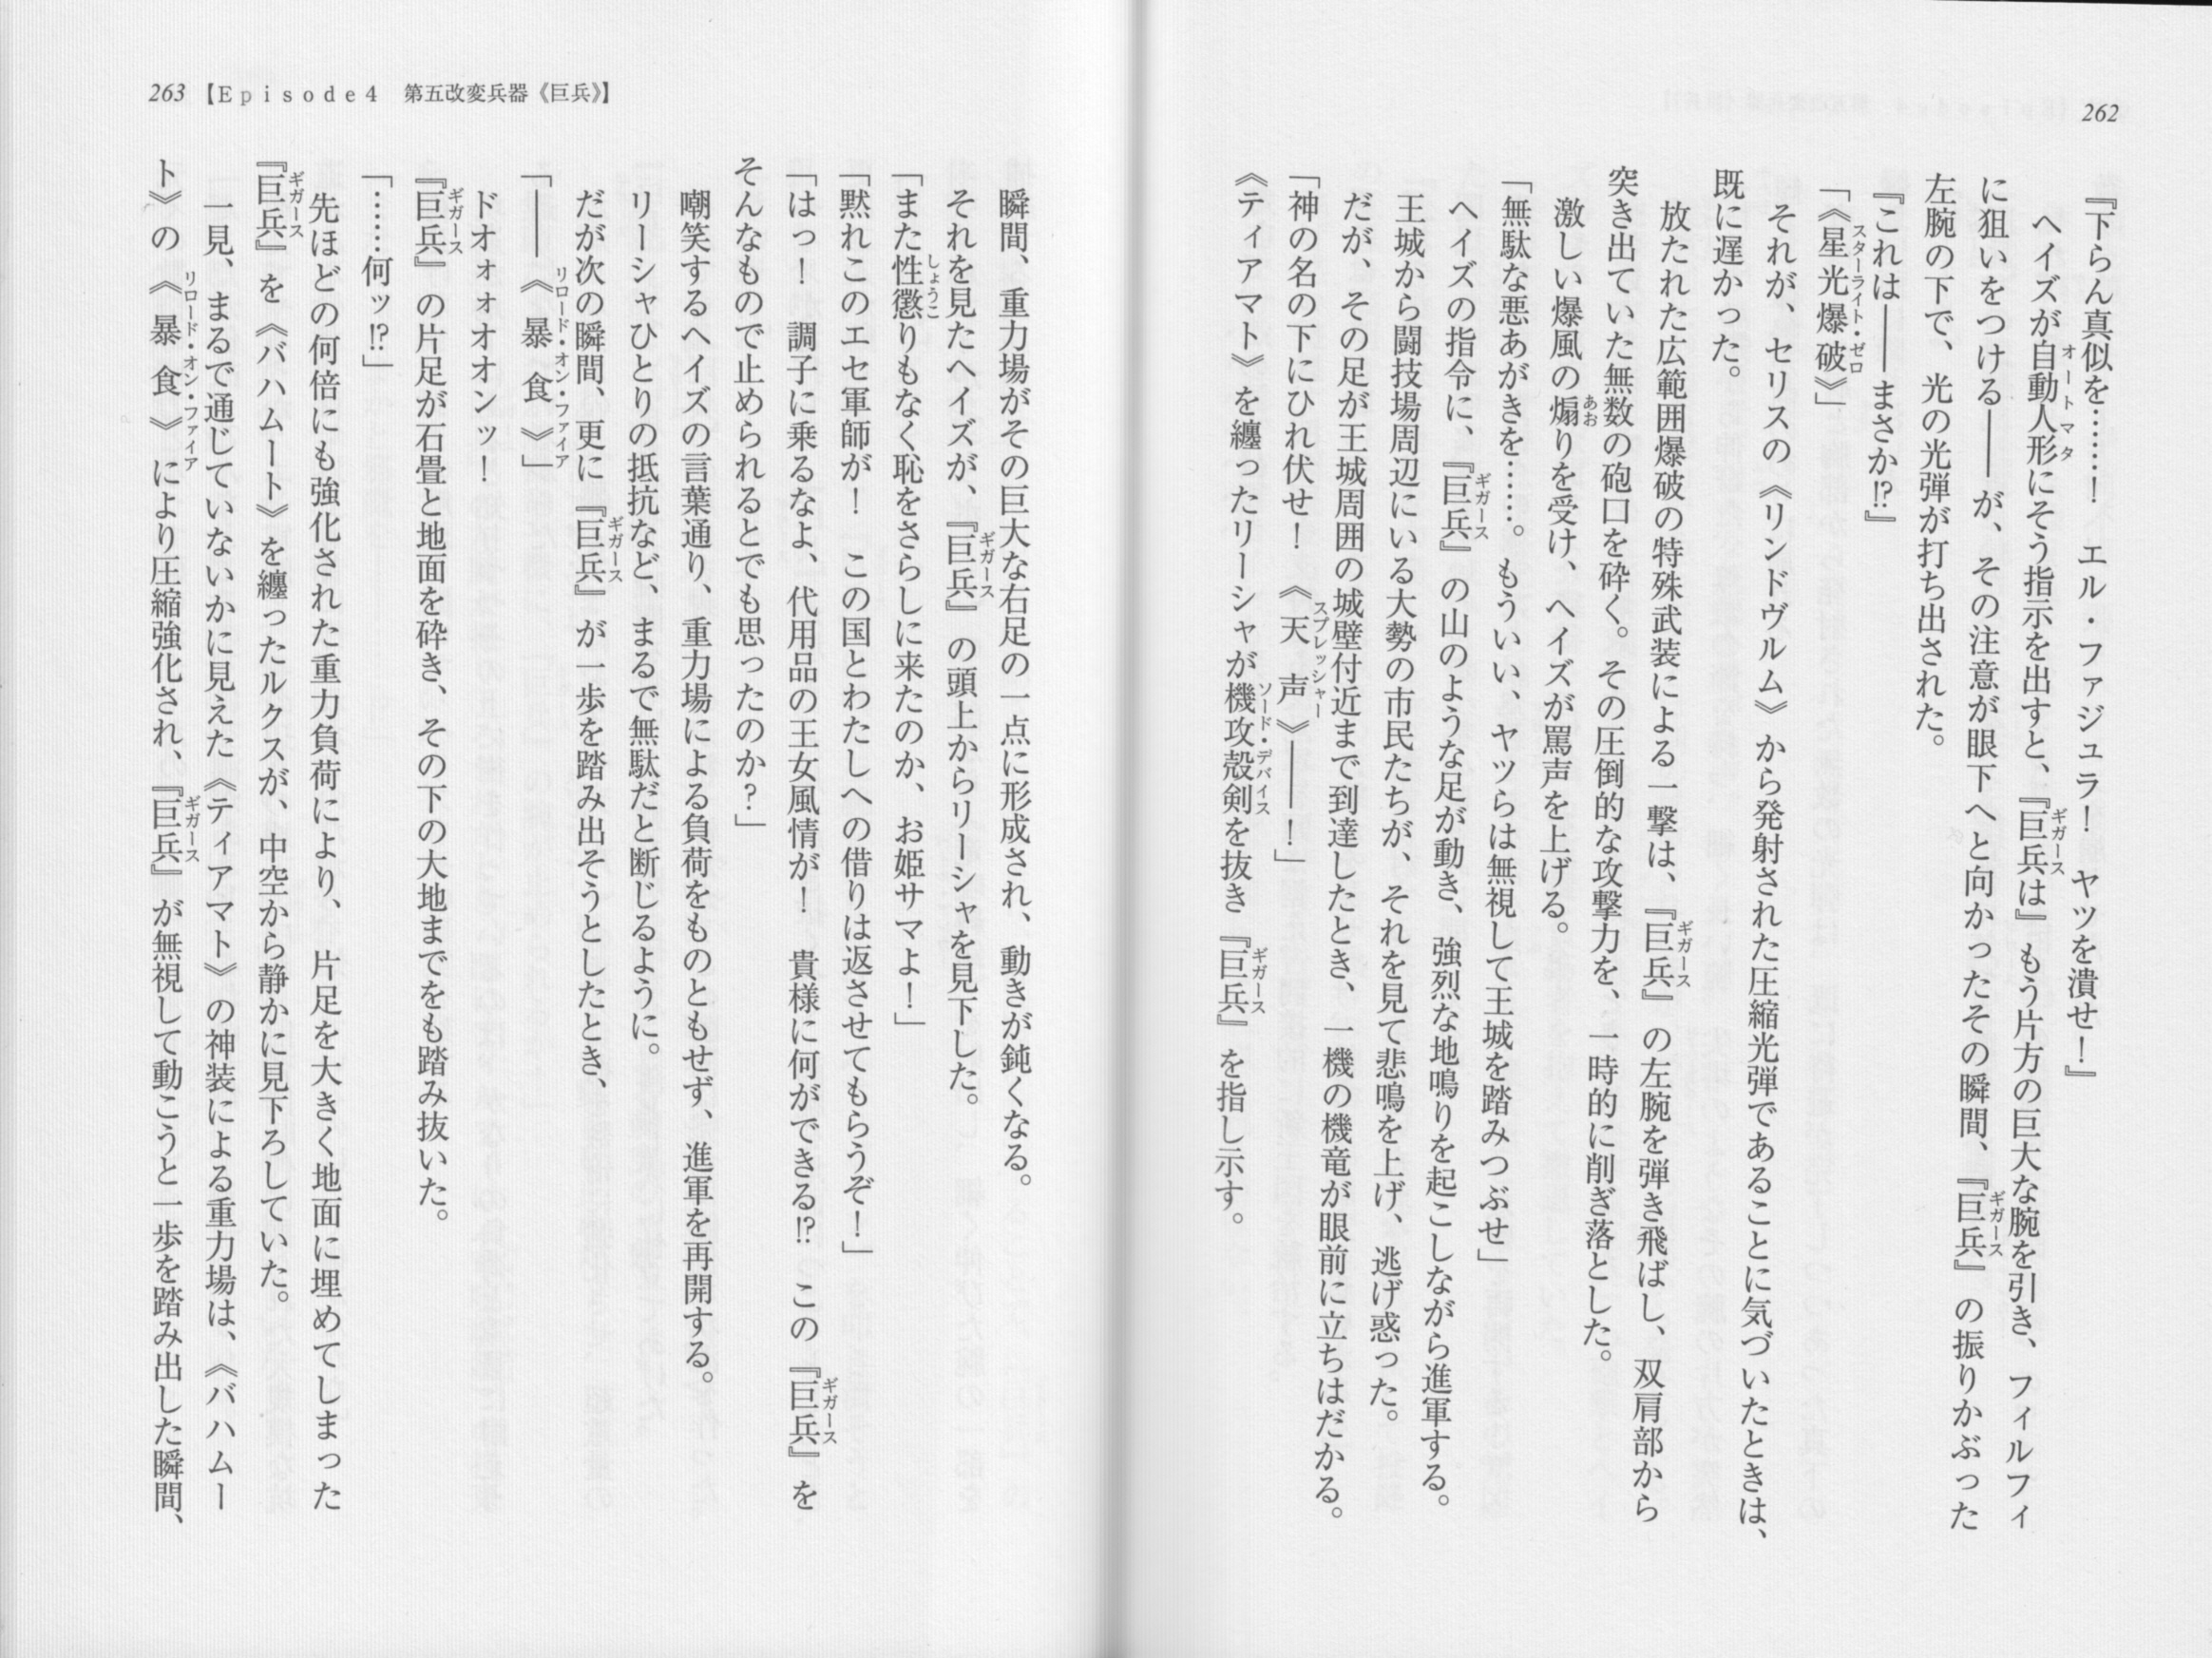 262
『下らん真似を……！　エル・ファジュラ！　ヤツを潰せ！』
　ヘイズが自動人形にそう指示を出すと、『巨兵は』もう片方の巨大な腕を引き、フィルフィ
に狙いをつける――が、その注意が眼下へと向かったその瞬間、『巨兵』の振りかぶった
左腕の下で、光の光弾が打ち出された。
『これは――まさか⁉』
「《星光爆破》」
　それが、セリスの《リンドヴルム》から発射された圧縮光弾であることに気づいたときは、
既に遅かった。
　放たれた広範囲爆破の特殊武装による一撃は、『巨兵』の左腕を弾き飛ばし、双肩部から
突き出ていた無数の砲口を砕く。その圧倒的な攻撃力を、一時的に削ぎ落とした。
　激しい爆風の煽りを受け、ヘイズが罵声を上げる。
「無駄な悪あがきを……。もういい、ヤツらは無視して王城を踏みつぶせ」
　ヘイズの指令に、『巨兵』の山のような足が動き、強烈な地鳴りを起こしながら進軍する。
　王城から闘技場周辺にいる大勢の市民たちが、それを見て悲鳴を上げ、逃げ惑った。
　だが、その足が王城周囲の城壁付近まで到達したとき、一機の機竜が眼前に立ちはだかる。
「神の名の下にひれ伏せ！　《天声》――！」
《ティアマト》を纏ったリーシャが機攻殻剣を抜き『巨兵』を指し示す。
263【Episode4　第五改変兵器《巨兵》】
　瞬間、重力場がその巨大な右足の一点に形成され、動きが鈍くなる。
　それを見たヘイズが、『巨兵』の頭上からリーシャを見下した。
「また性懲りもなく恥をさらしに来たのか、お姫サマよ！」
「黙れこのエセ軍師が！　この国とわたしへの借りは返させてもらうぞ！」
「はっ！　調子に乗るなよ、代用品の王女風情が！　貴様に何ができる⁉　この『巨兵』を
そんなもので止められるとでも思ったのか？」
　嘲笑するヘイズの言葉通り、重力場による負荷をものともせず、進軍を再開する。
　リーシャひとりの抵抗など、まるで無駄だと断じるように。
　だが次の瞬間、更に『巨兵』が一歩を踏み出そうとしたとき、
「――《暴食》」
　ドオォォオオンッ！
『巨兵』の片足が石畳と地面を砕き、その下の大地までをも踏み抜いた。
「……何ッ⁉」
　先ほどの何倍にも強化された重力負荷により、片足を大きく地面に埋めてしまった
『巨兵』を《バハムート》を纏ったルクスが、中空から静かに見下ろしていた。
　一見、まるで通じていないかに見えた《ティアマト》の神装による重力場は、《バハムー
ト》の《暴食》により圧縮強化され、『巨兵』が無視して動こうと一歩を踏み出した瞬間、